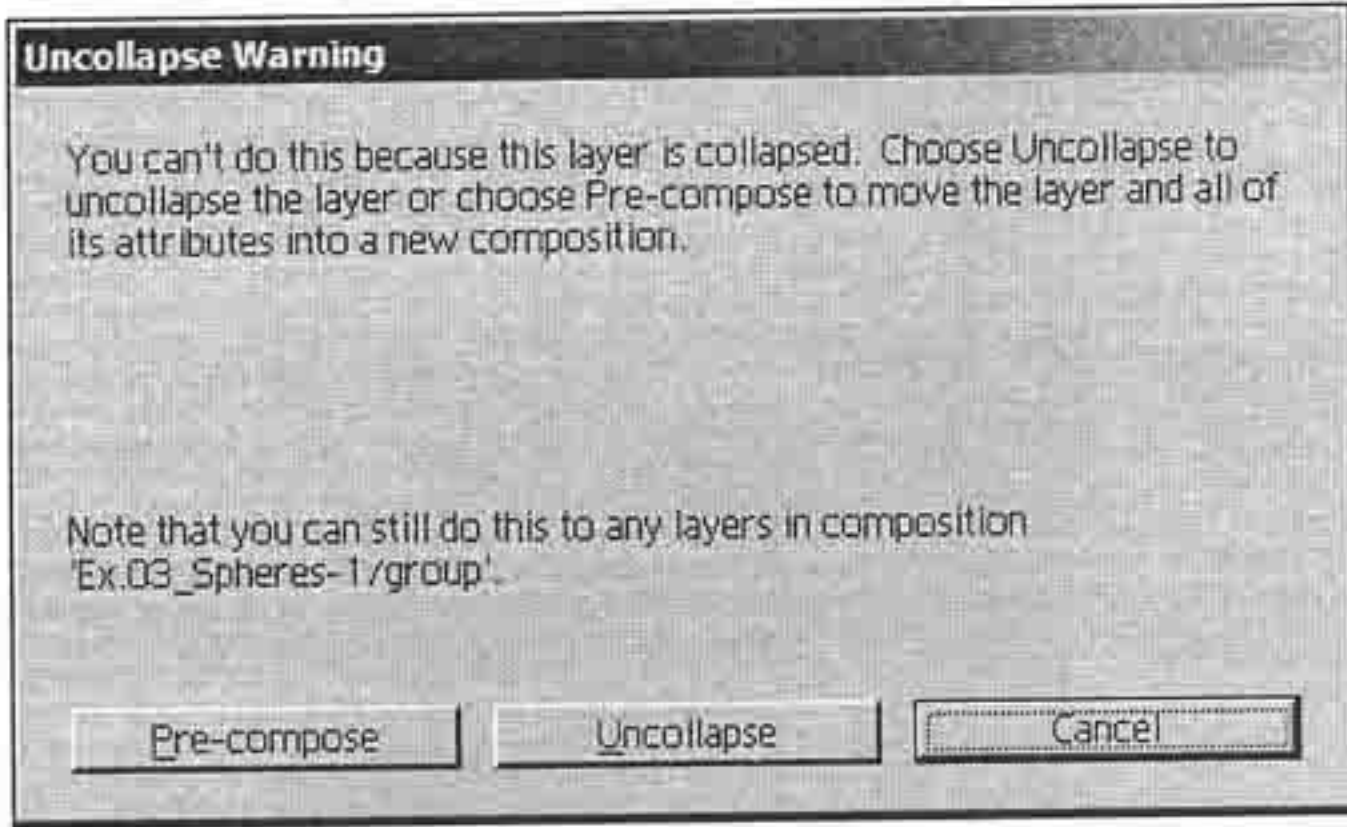 Uncollapse Warning
You can't do this because this layer is collapsed. Choose Uncollapse to
uncollapse the layer or choose Pre-compose to move the layer and all of
its attributes into a new composition.
Note that you can still do this to any layers in composition
'Ex.03_Spheres-1/group'.
Pre-compose
Uncollapse
Cancel